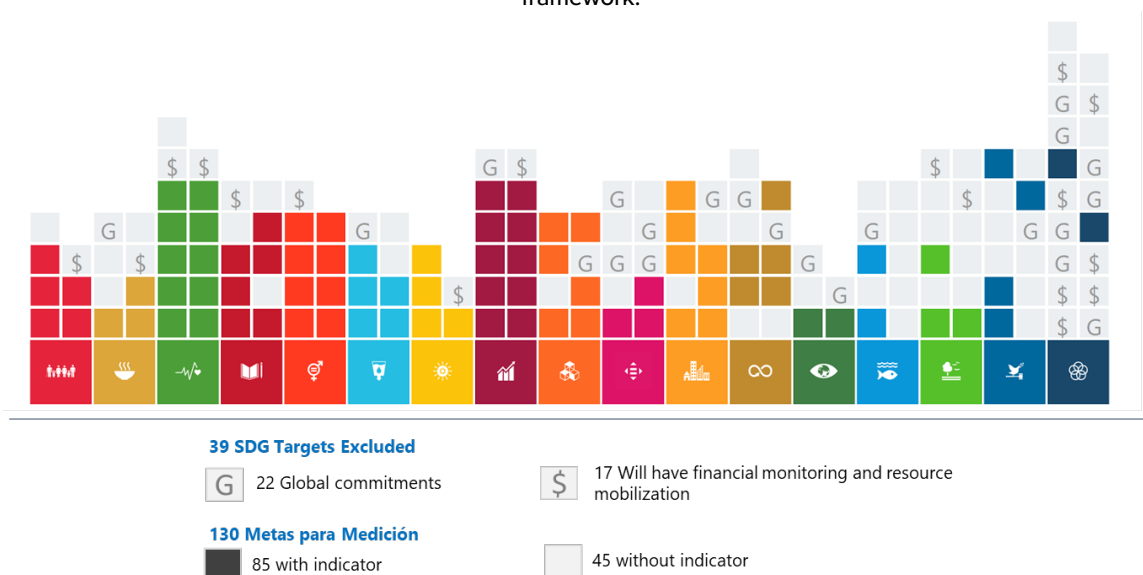 framework.
$
G $
G
$ $ G $ $ G
$ $ G G G $ $ G
G G G G G G G
$ $ G G G G G $
$ G $ $
$ G
39 SDG Targets Excluded
G 22 Global commitments
$ 17 Will have financial monitoring and resource
mobilization
130 Metas para Medición
85 with indicator
45 without indicator